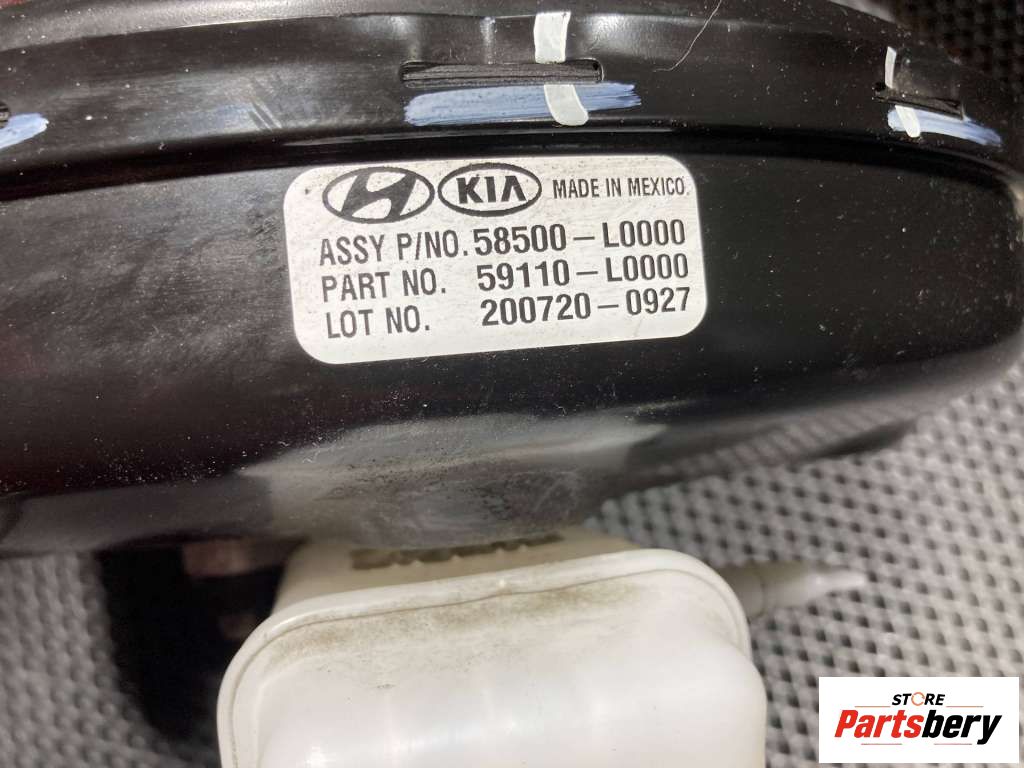 KIA MADE IN MEXICO
ASSY P/NO. 58500-L0000
PART NO. 59110-L0000
LOT NO. 200720-0927
STORE
Partsbery